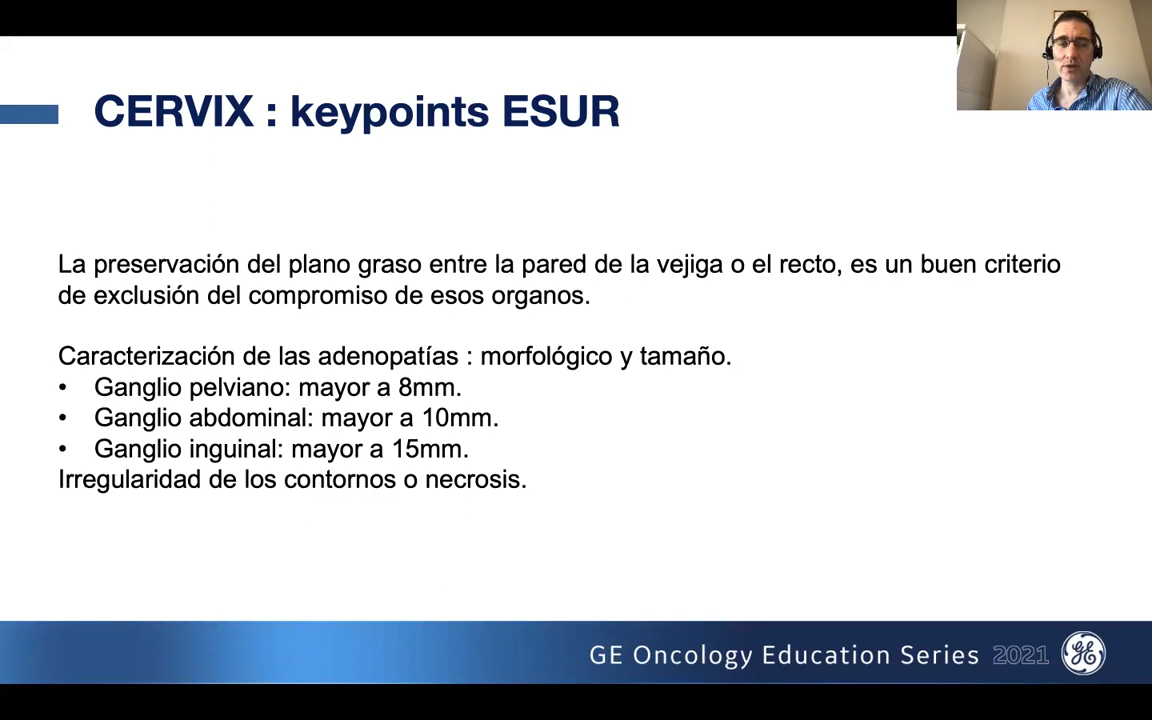 CERVIX : keypoints ESUR
La preservación del plano graso entre la pared de la vejiga o el recto, es un buen criterio
de exclusión del compromiso de esos organos.
Caracterización de las adenopatías : morfológico y tamaño.
• Ganglio pelviano: mayor a 8mm.
• Ganglio abdominal: mayor a 10mm.
• Ganglio inguinal: mayor a 15mm.
Irregularidad de los contornos o necrosis.
GE Oncology Education Series 2021
GE